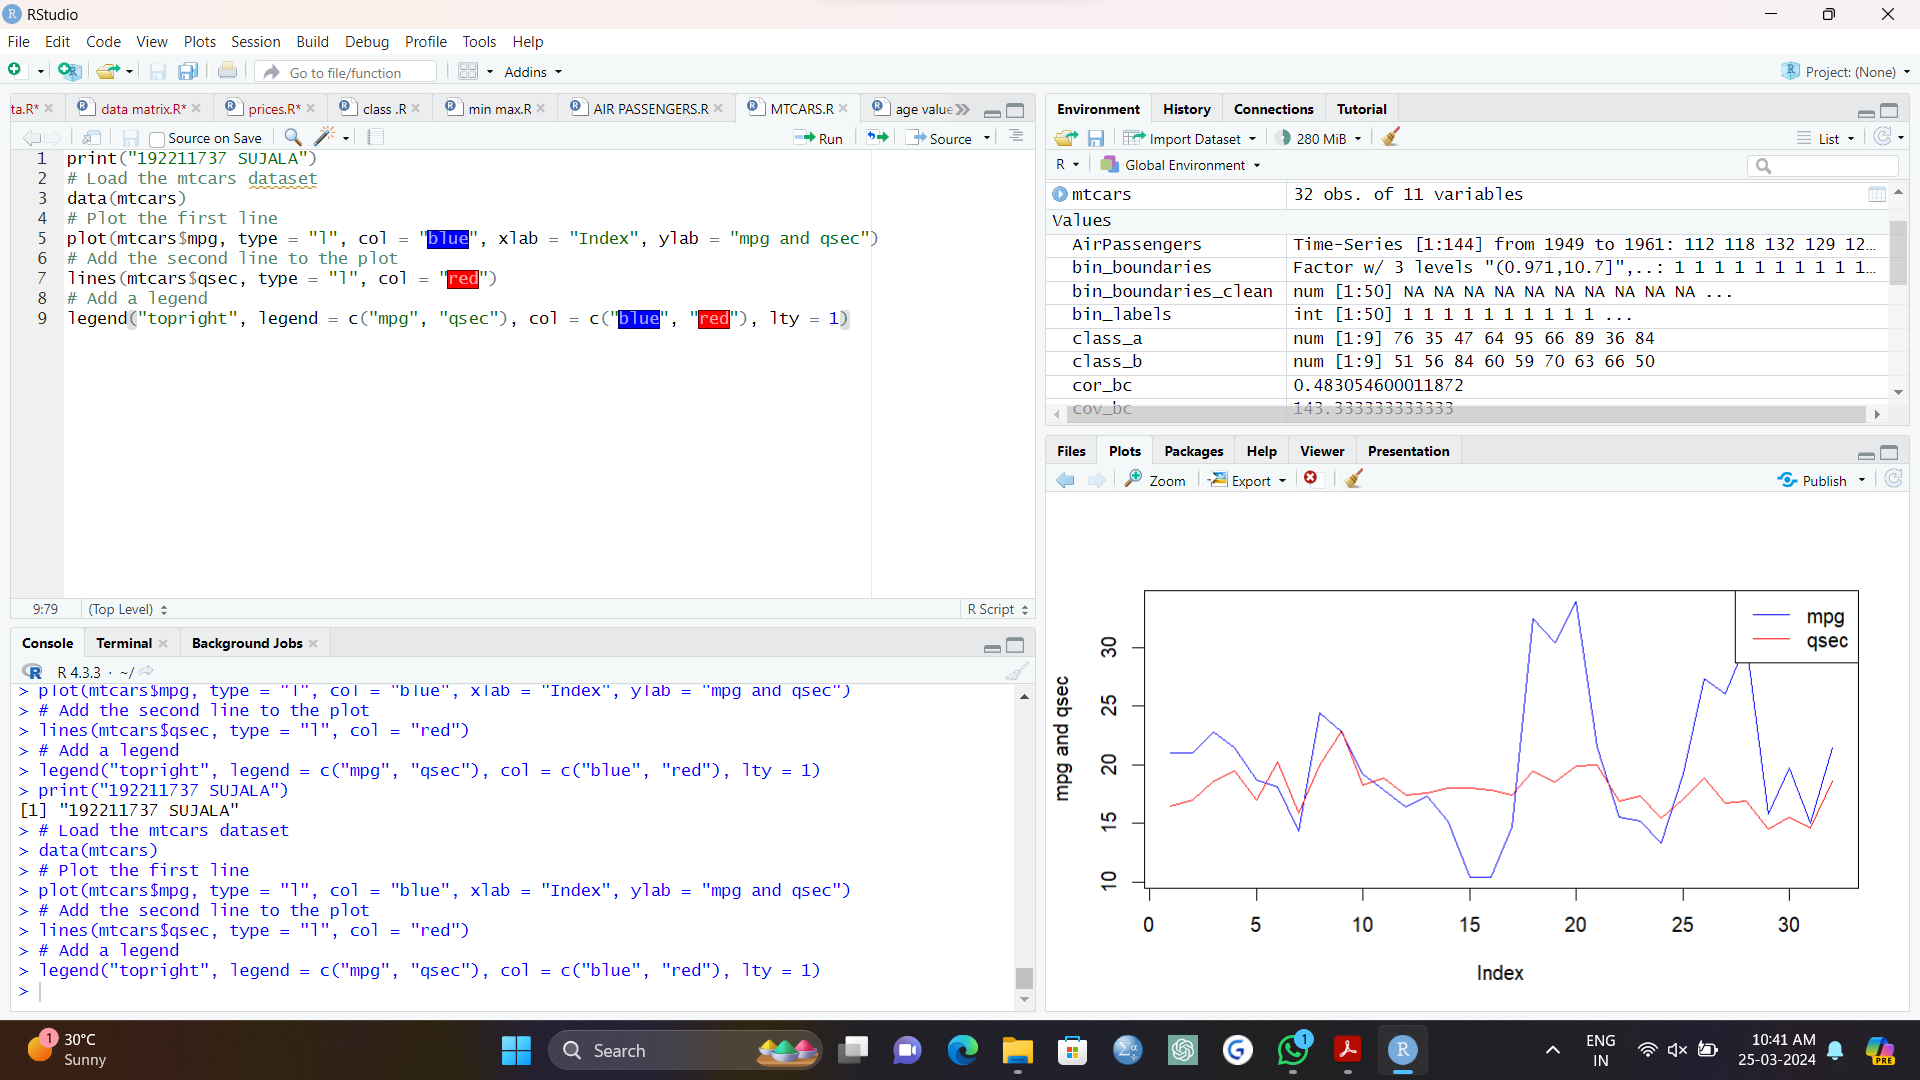 RStudio
File Edit Code View Plots Session Build Debug Profile Tools Help
Go to file/function Addins Project: (None)
ta.R* data matrix.R* prices.R* class .R min max.R AIR PASSENGERS.R MTCARS.R age value
Source on Save Run Source
1 print("192211737 SUJALA")
2 # Load the mtcars dataset
3 data(mtcars)
4 # Plot the first line
5 plot(mtcars$mpg, type = "l", col = "blue", xlab = "Index", ylab = "mpg and qsec")
6 # Add the second line to the plot
7 lines(mtcars$qsec, type = "l", col = "red")
8 # Add a legend
9 legend("topright", legend = c("mpg", "qsec"), col = c("blue", "red"), lty = 1)
9:79 (Top Level) R Script
Console Terminal Background Jobs
R 4.3.3 · ~/
> plot(mtcars$mpg, type = "l", col = "blue", xlab = "Index", ylab = "mpg and qsec")
> # Add the second line to the plot
> lines(mtcars$qsec, type = "l", col = "red")
> # Add a legend
> legend("topright", legend = c("mpg", "qsec"), col = c("blue", "red"), lty = 1)
> print("192211737 SUJALA")
[1] "192211737 SUJALA"
> # Load the mtcars dataset
> data(mtcars)
> # Plot the first line
> plot(mtcars$mpg, type = "l", col = "blue", xlab = "Index", ylab = "mpg and qsec")
> # Add the second line to the plot
> lines(mtcars$qsec, type = "l", col = "red")
> # Add a legend
> legend("topright", legend = c("mpg", "qsec"), col = c("blue", "red"), lty = 1)
>
Environment History Connections Tutorial
Import Dataset 280 MiB List
R Global Environment
mtcars 32 obs. of 11 variables
Values
AirPassengers Time-Series [1:144] from 1949 to 1961: 112 118 132 129 12…
bin_boundaries Factor w/ 3 levels "(0.971,10.7]",..: 1 1 1 1 1 1 1 1 1 1…
bin_boundaries_clean num [1:50] NA NA NA NA NA NA NA NA NA NA ...
bin_labels int [1:50] 1 1 1 1 1 1 1 1 1 1 ...
class_a num [1:9] 76 35 47 64 95 66 89 36 84
class_b num [1:9] 51 56 84 60 59 70 63 66 50
cor_bc 0.483054600011872
cov_bc 143.333333333333
Files Plots Packages Help Viewer Presentation
Zoom Export Publish
mpg
qsec
mpg and qsec
30
25
20
15
10
0 5 10 15 20 25 30
Index
1 30°C
Sunny
Search
1
ENG
IN
10:41 AM
25-03-2024
PRE